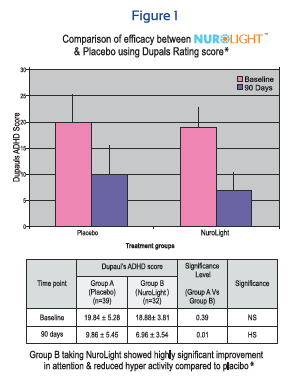 Figure 1
Comparison of efficacy between NUROLIGHT™
& Placebo using Dupals Rating score*
30
25
20
15
10
5
0
Dupauls ADHD Score
Baseline
90 Days
Placebo
NuroLight
Treatment groups
Time point
Dupaul's ADHD score
Significance Level
(Group A Vs Group B)
Significance
Group A (Placebo) (n=39)
Group B (NuroLight) (n=32)
Baseline 19.84 ± 5.28 18.88± 3.81 0.39 NS
90 days 9.86 ± 5.45 6.96 ± 3.54 0.01 HS
Group B taking NuroLight showed highly significant improvement
in attention & reduced hyper activity compared to placibo*